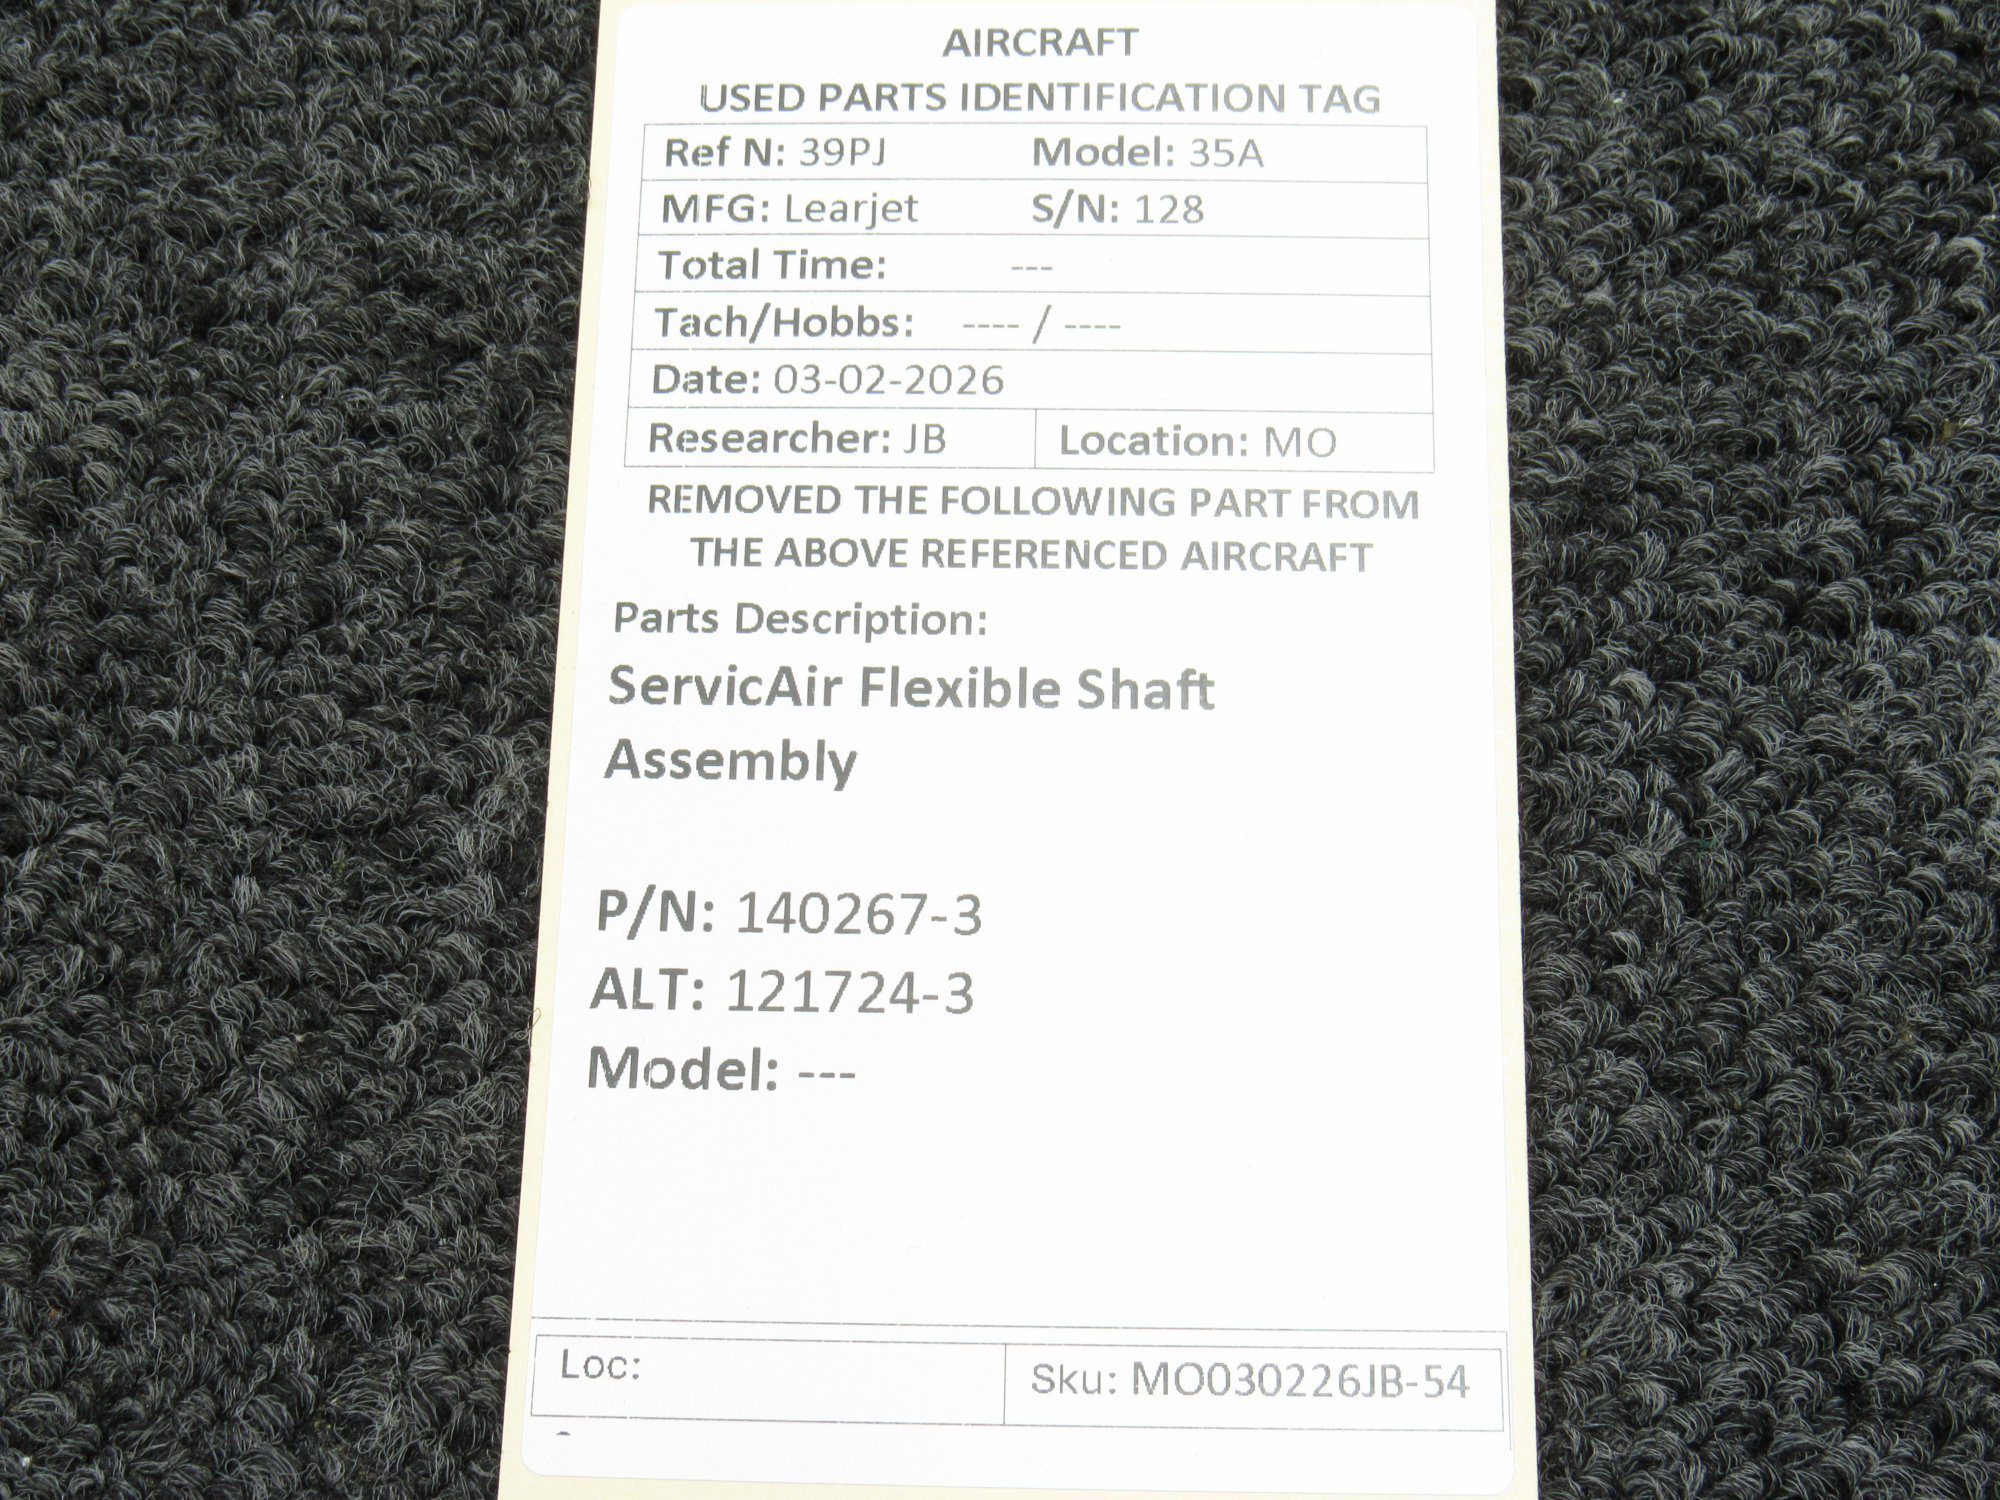 AIRCRAFT
USED PARTS IDENTIFICATION TAG
Ref N: 39PJ Model: 35A
MFG: Learjet S/N: 128
Total Time: ---
Tach/Hobbs: ---- / ----
Date: 03-02-2026
Researcher: JB Location: MO
REMOVED THE FOLLOWING PART FROM
THE ABOVE REFERENCED AIRCRAFT
Parts Description:
ServicAir Flexible Shaft
Assembly
P/N: 140267-3
ALT: 121724-3
Model: ---
Loc: Sku: MO030226JB-54